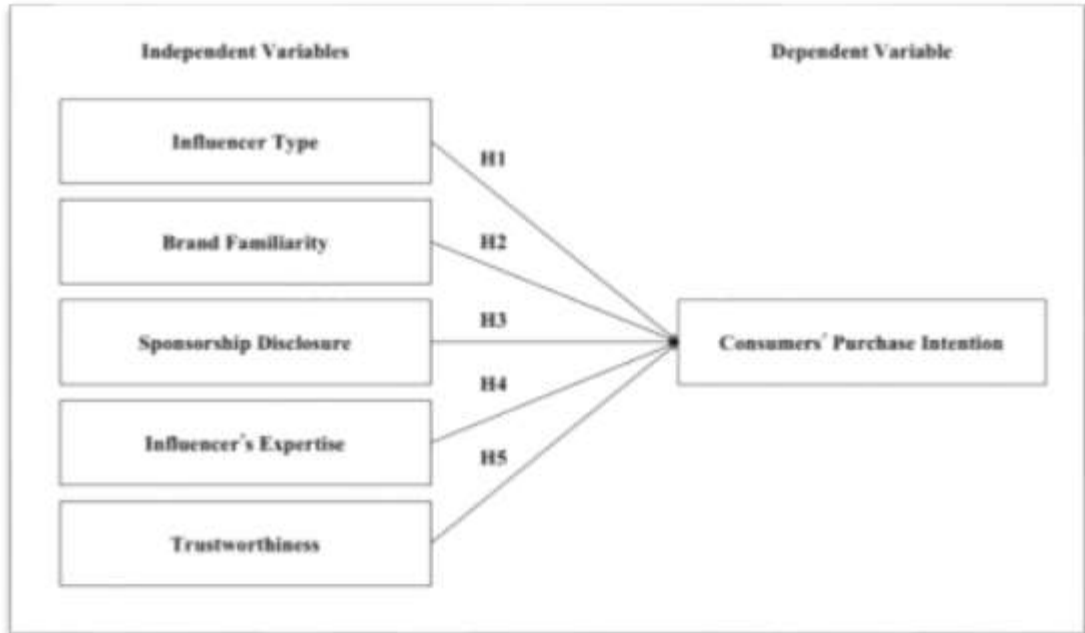 Independent Variables
Dependent Variable
Influencer Type
H1
Brand Familiarity
H2
Sponsorship Disclosure
H3
Consumers´ Purchase Intention
H4
Influencer´s Expertise
H5
Trustworthiness